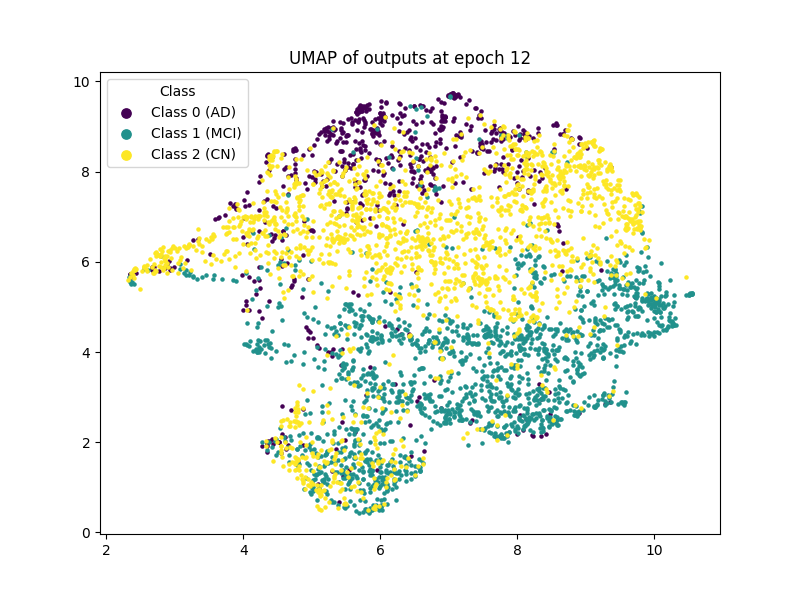 UMAP of outputs at epoch 12
Class
Class 0 (AD)
Class 1 (MCI)
Class 2 (CN)
10
8
6
4
2
0
2 4 6 8 10